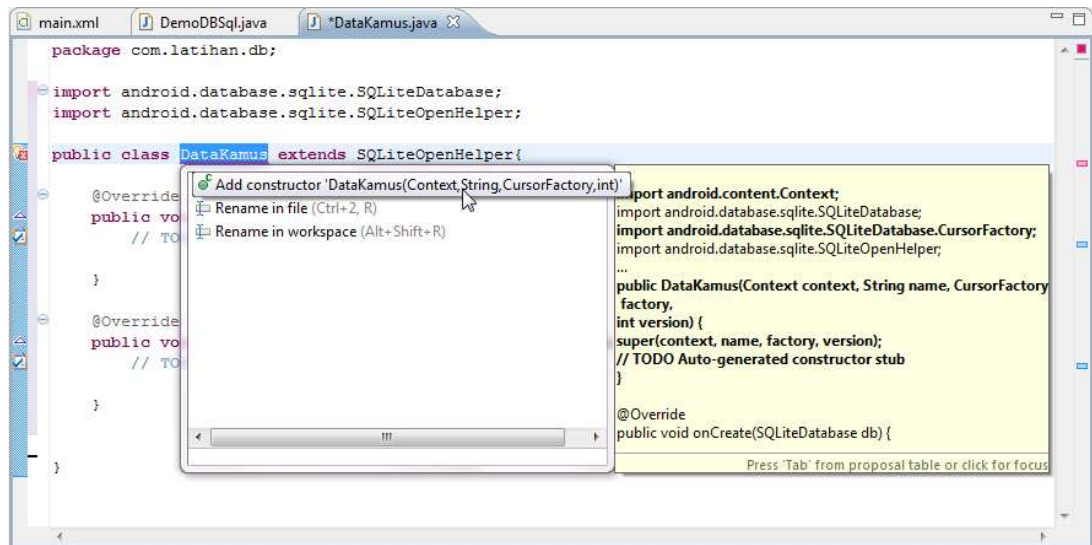 main.xml
DemoDBSql.java
*DataKamus.java
package com.latihan.db;
import android.database.sqlite.SQLiteDatabase;
import android.database.sqlite.SQLiteOpenHelper;
public class DataKamus extends SQLiteOpenHelper{
@Override
public vo
// TO
}
@Override
public vo
// TO
}
}
Add constructor 'DataKamus(Context,String,CursorFactory,int)'
Rename in file (Ctrl+2, R)
Rename in workspace (Alt+Shift+R)
import android.content.Context;
import android.database.sqlite.SQLiteDatabase;
import android.database.sqlite.SQLiteDatabase.CursorFactory;
import android.database.sqlite.SQLiteOpenHelper;
...
public DataKamus(Context context, String name, CursorFactory
factory,
int version) {
super(context, name, factory, version);
// TODO Auto-generated constructor stub
}
@Override
public void onCreate(SQLiteDatabase db) {
Press 'Tab' from proposal table or click for focus